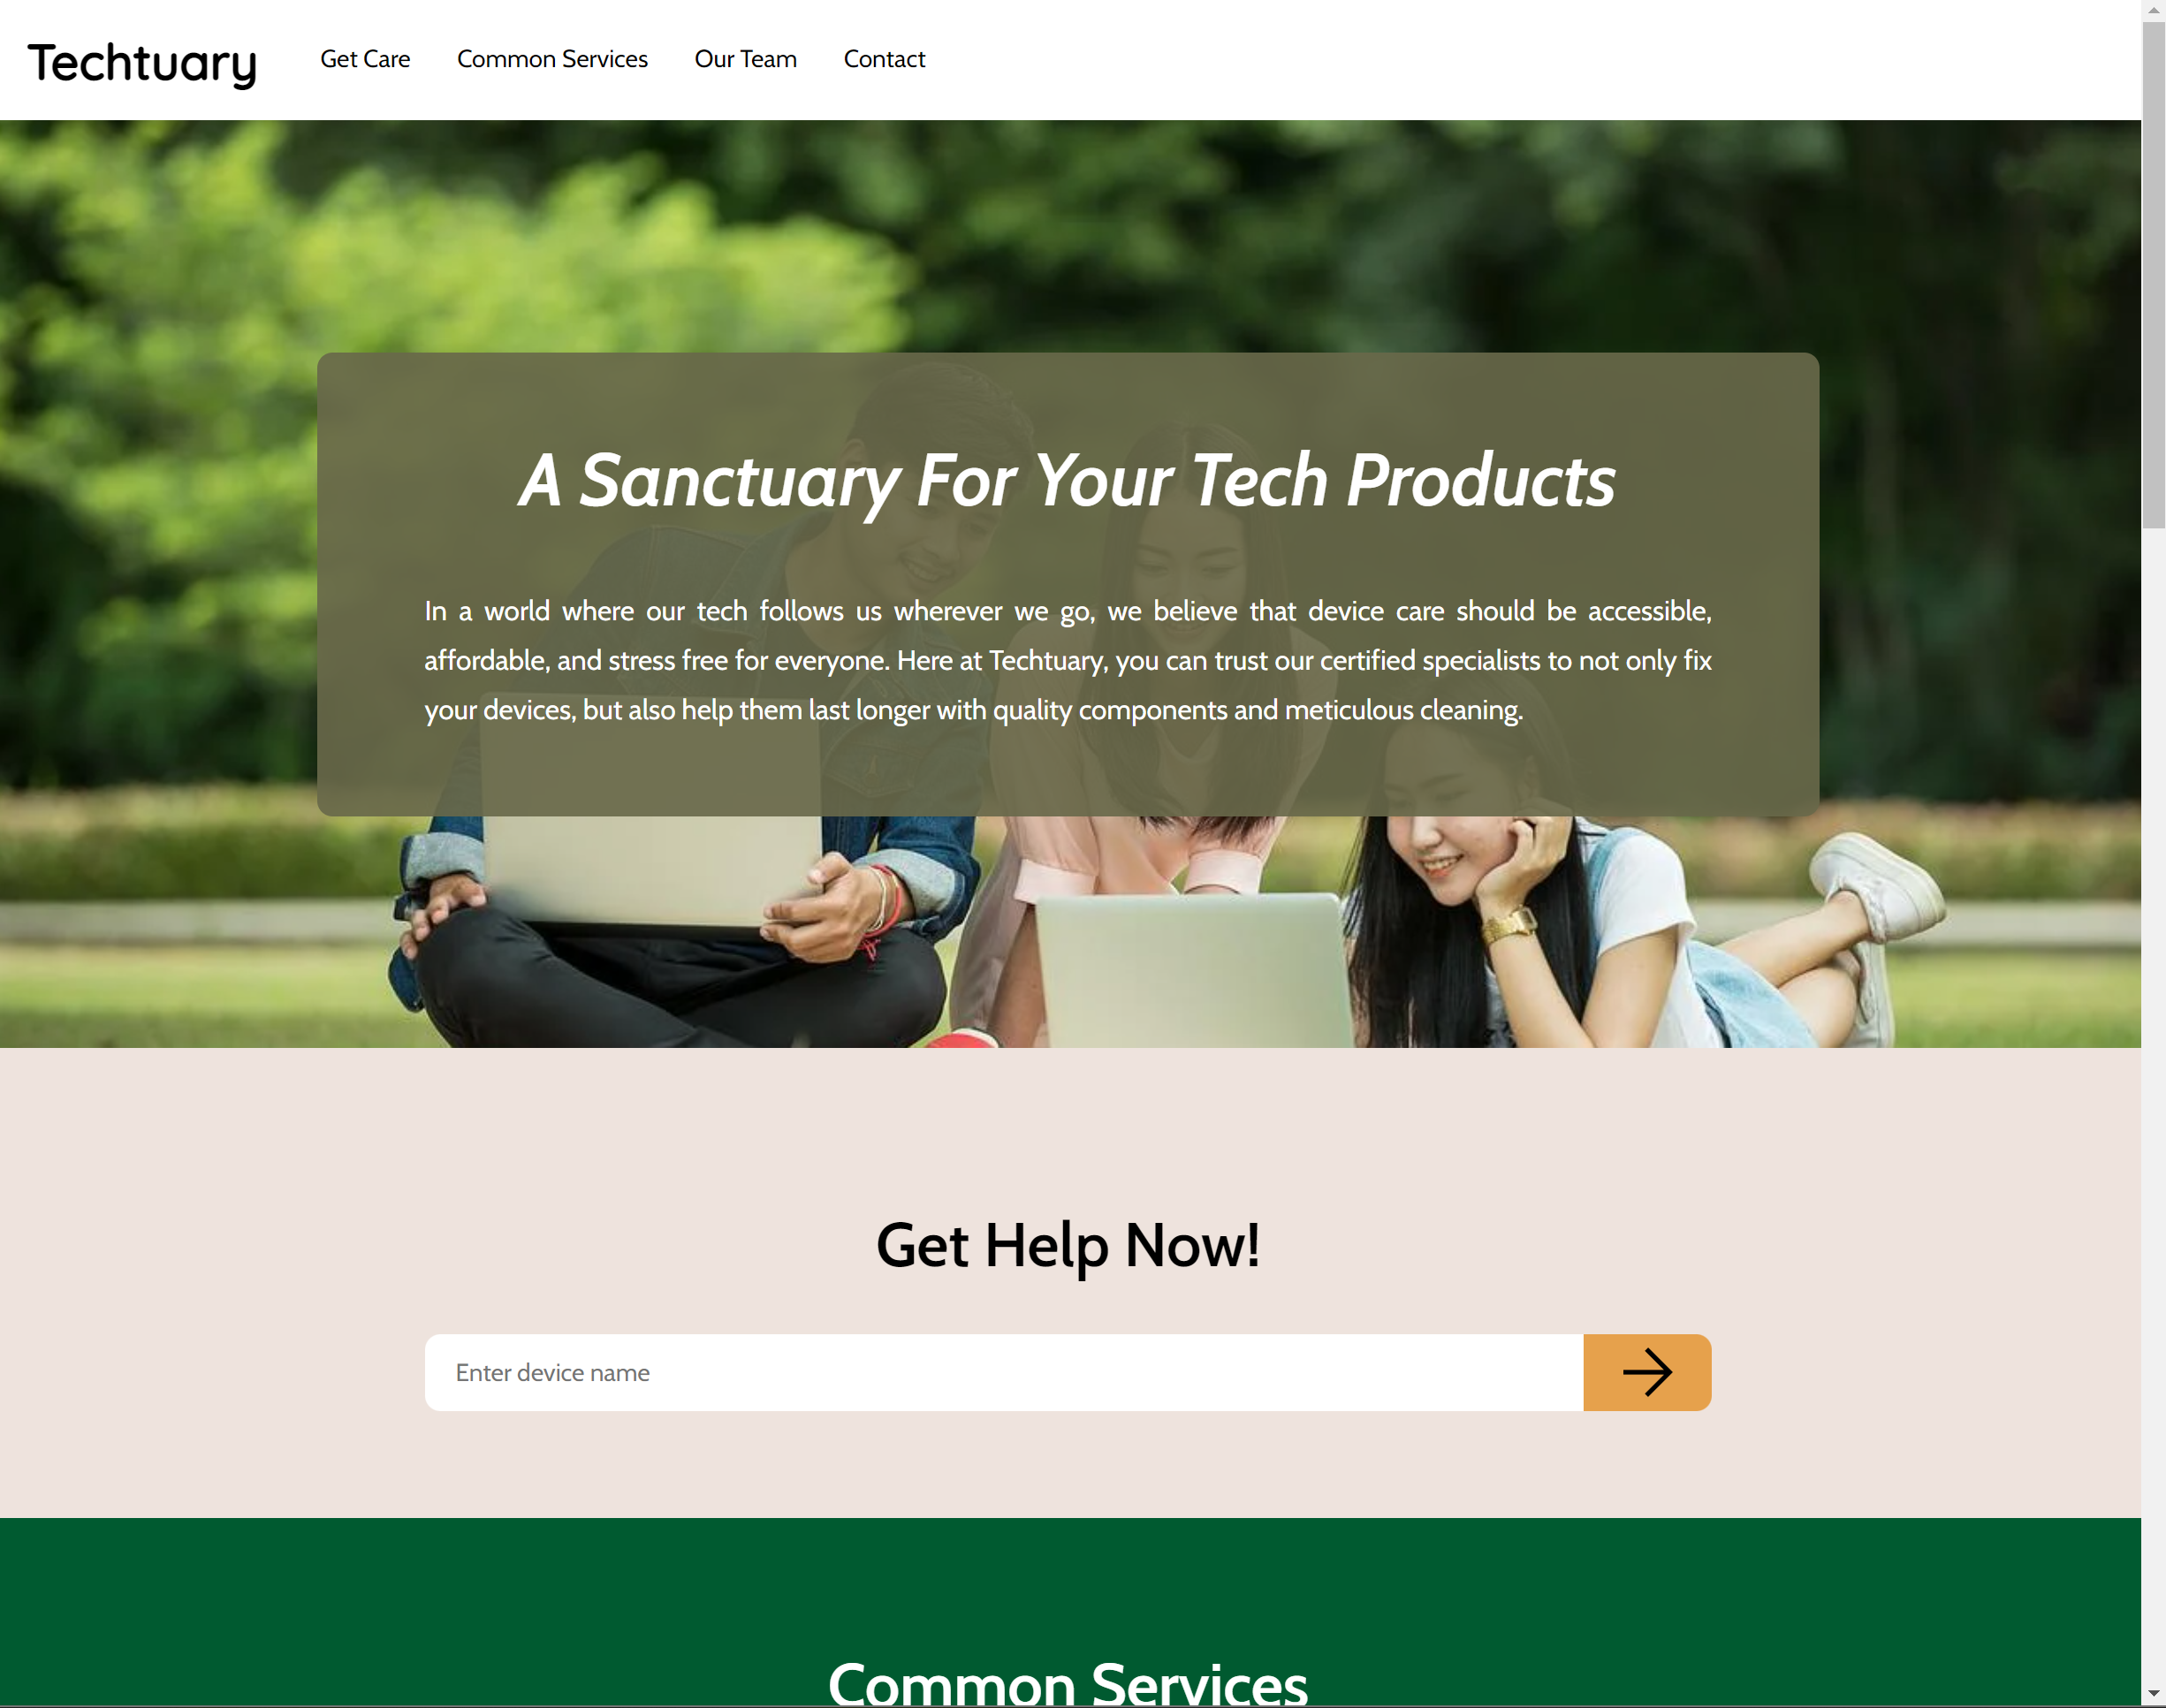 Techtuary
Get Care
Common Services
Our Team
Contact
A Sanctuary For Your Tech Products
In a world where our tech follows us wherever we go, we believe that device care should be accessible,
affordable, and stress free for everyone. Here at Techtuary, you can trust our certified specialists to not only fix
your devices, but also help them last longer with quality components and meticulous cleaning.
Get Help Now!
Enter device name
Common Services